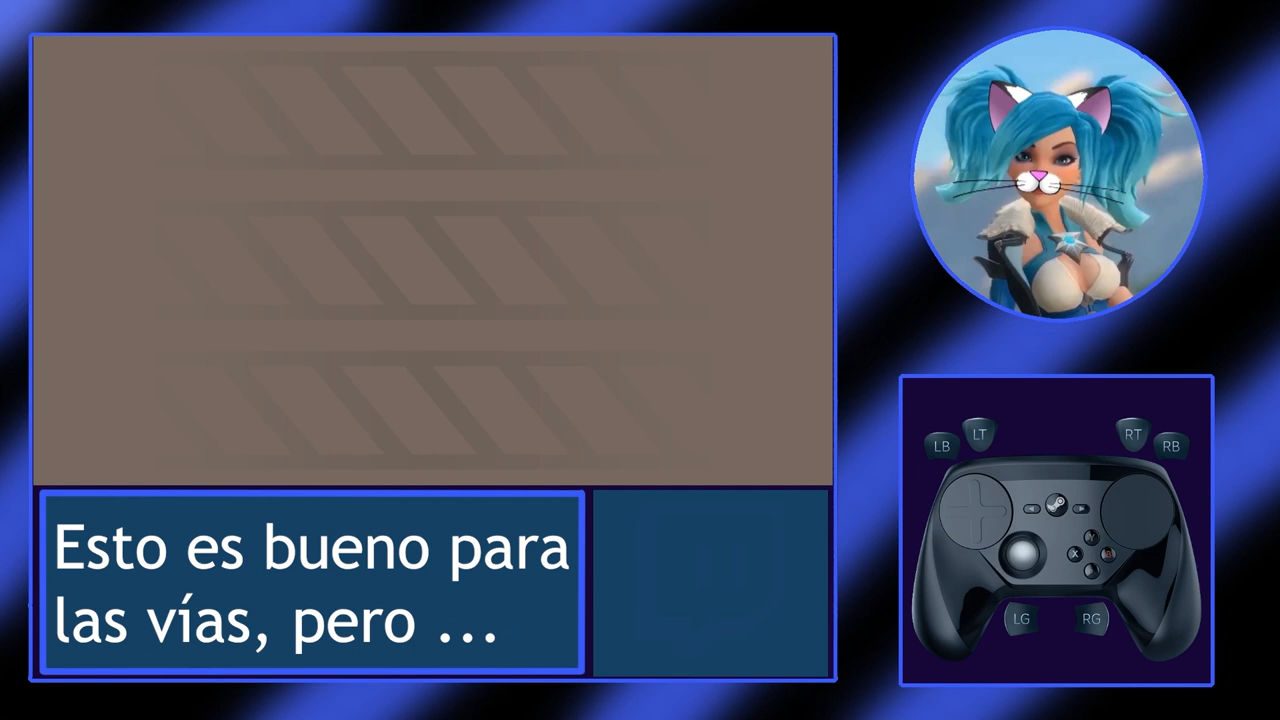 Esto es bueno para
las vías, pero ...
LB
LT
RT
RB
Y
X
B
LG
RG